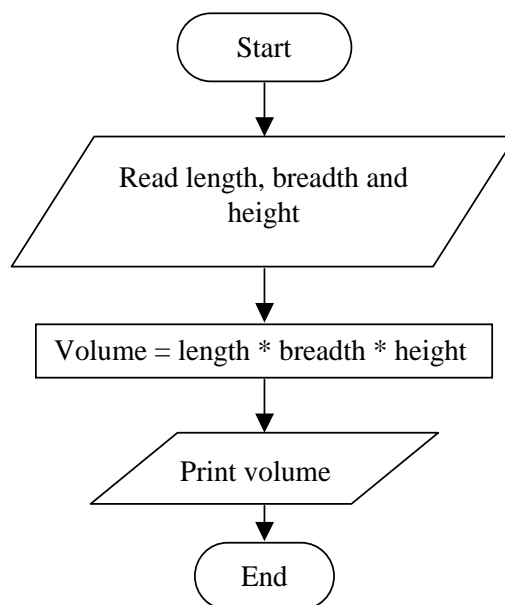 Start
Read length, breadth and
height
Volume = length * breadth * height
Print volume
End